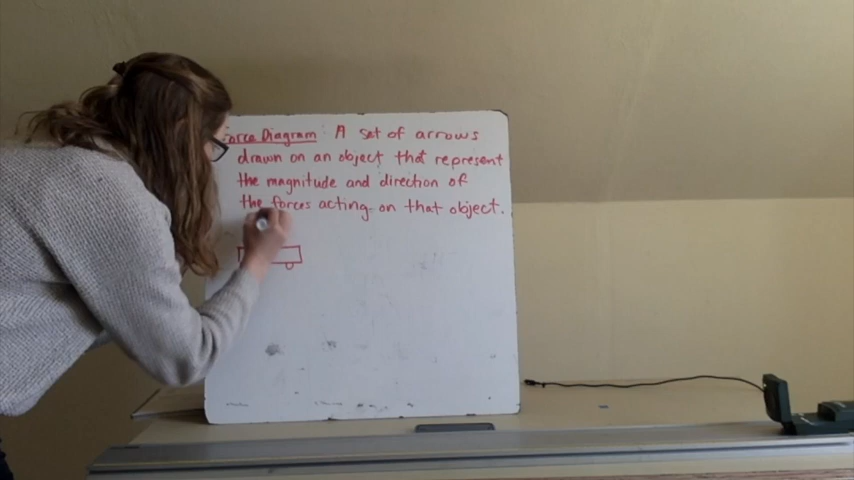 Force Diagram: A set of arrows
drawn on an object that represent
the magnitude and direction of
the forces acting on that object.